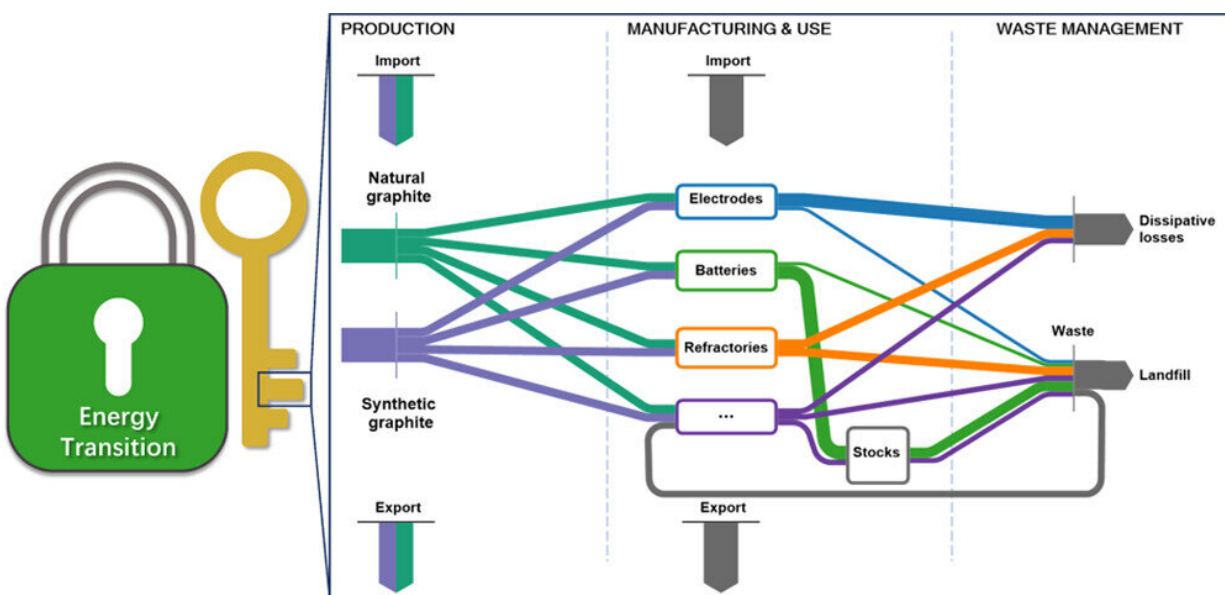 PRODUCTION
MANUFACTURING & USE
WASTE MANAGEMENT
Import
Import
Natural
graphite
Electrodes
Dissipative
losses
Batteries
Waste
Refractories
Landfill
Synthetic
graphite
...
Stocks
Energy
Transition
Export
Export